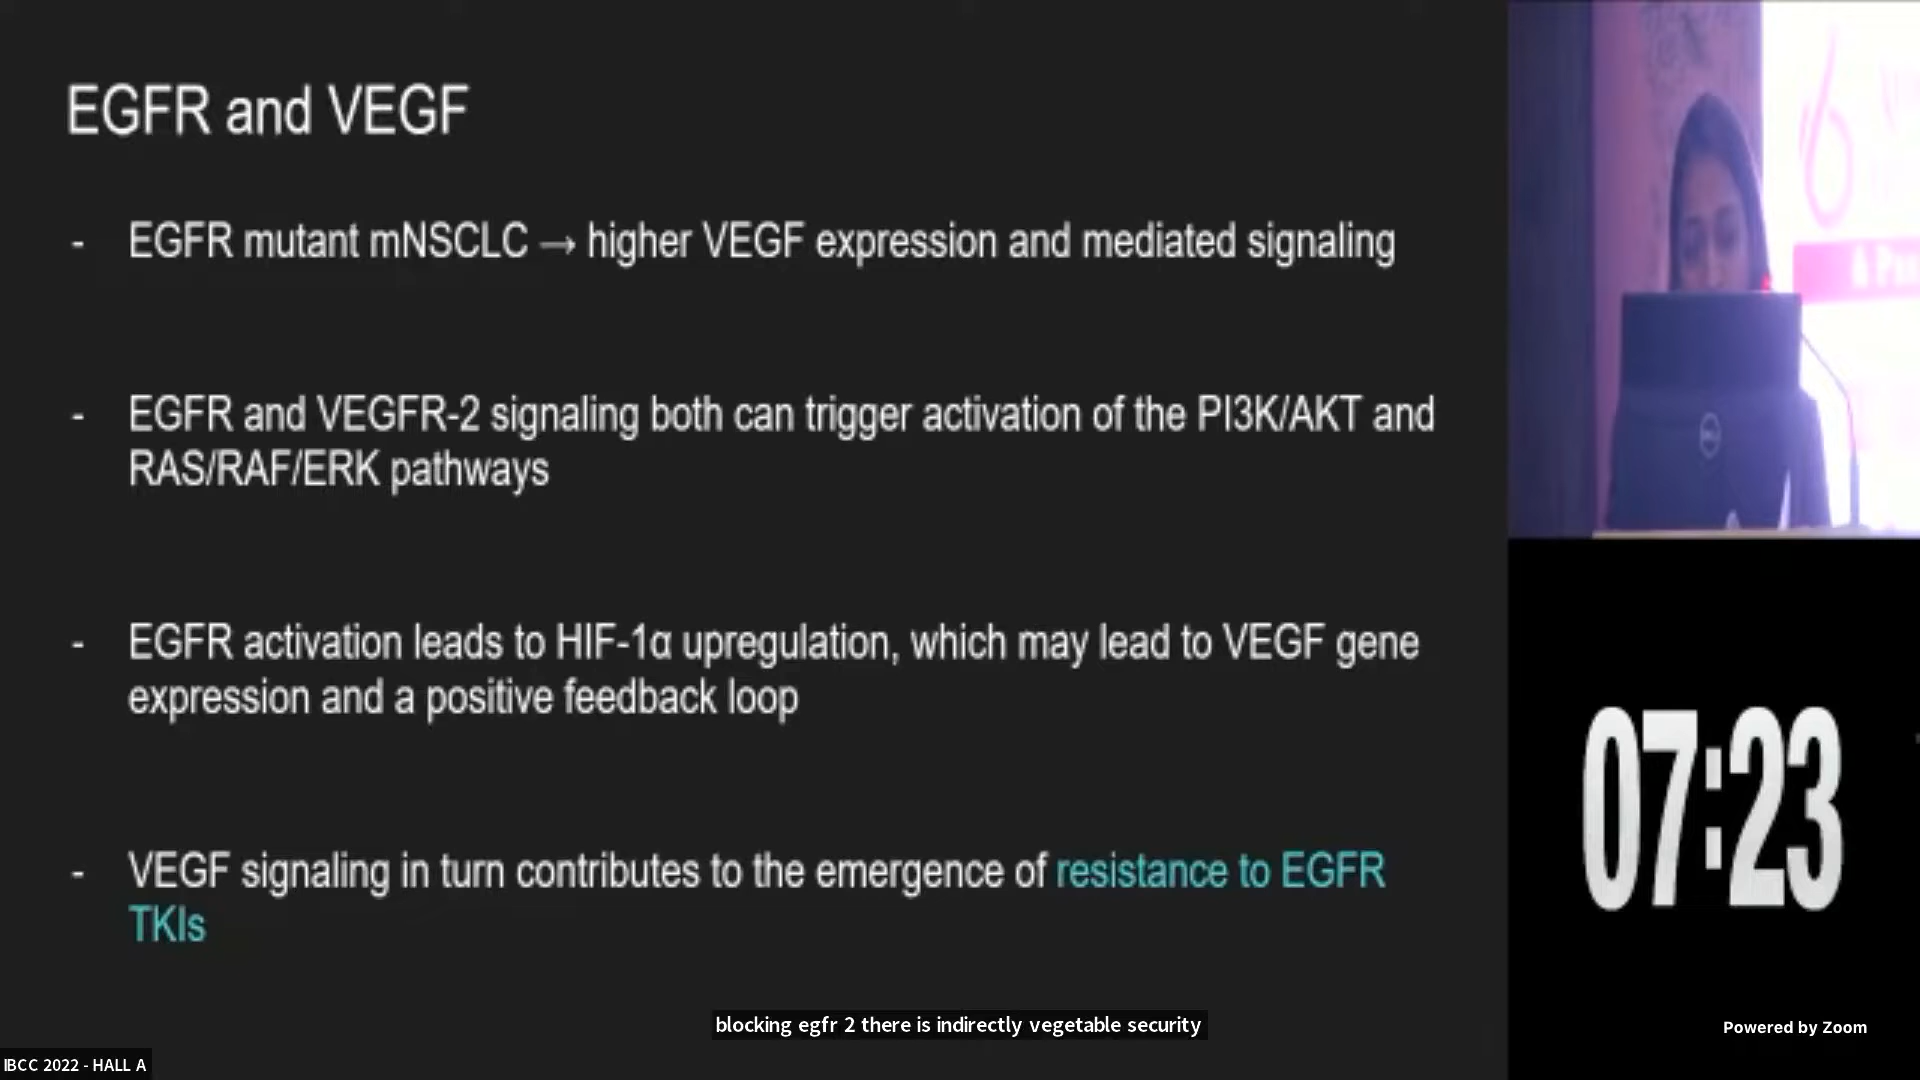 EGFR and VEGF
- EGFR mutant mNSCLC → higher VEGF expression and mediated signaling
- EGFR and VEGFR-2 signaling both can trigger activation of the PI3K/AKT and
RAS/RAF/ERK pathways
- EGFR activation leads to HIF-1α upregulation, which may lead to VEGF gene
expression and a positive feedback loop
- VEGF signaling in turn contributes to the emergence of resistance to EGFR
TKIs
07:23
blocking egfr 2 there is indirectly vegetable security
Powered by Zoom
IBCC 2022 - HALL A